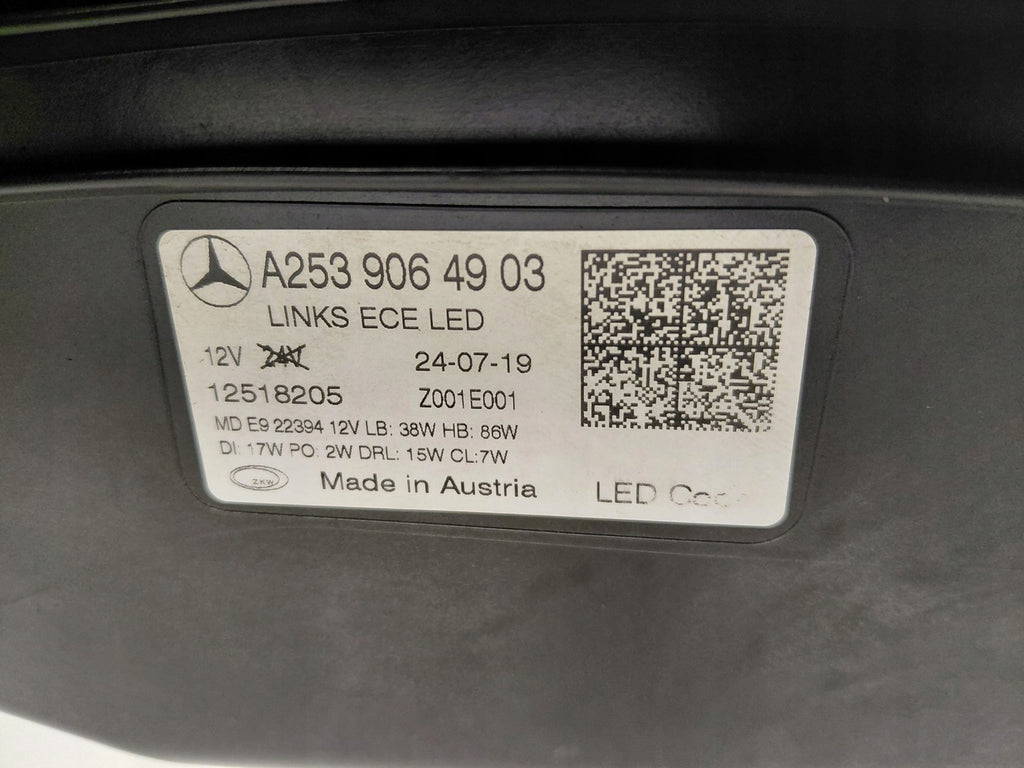 A253 906 49 03
LINKS ECE LED
12V 24V 24-07-19
12518205 Z001E001
MD E9 22394 12V LB: 38W HB: 86W
DI: 17W PO: 2W DRL: 15W CL:7W
ZKW Made in Austria LED